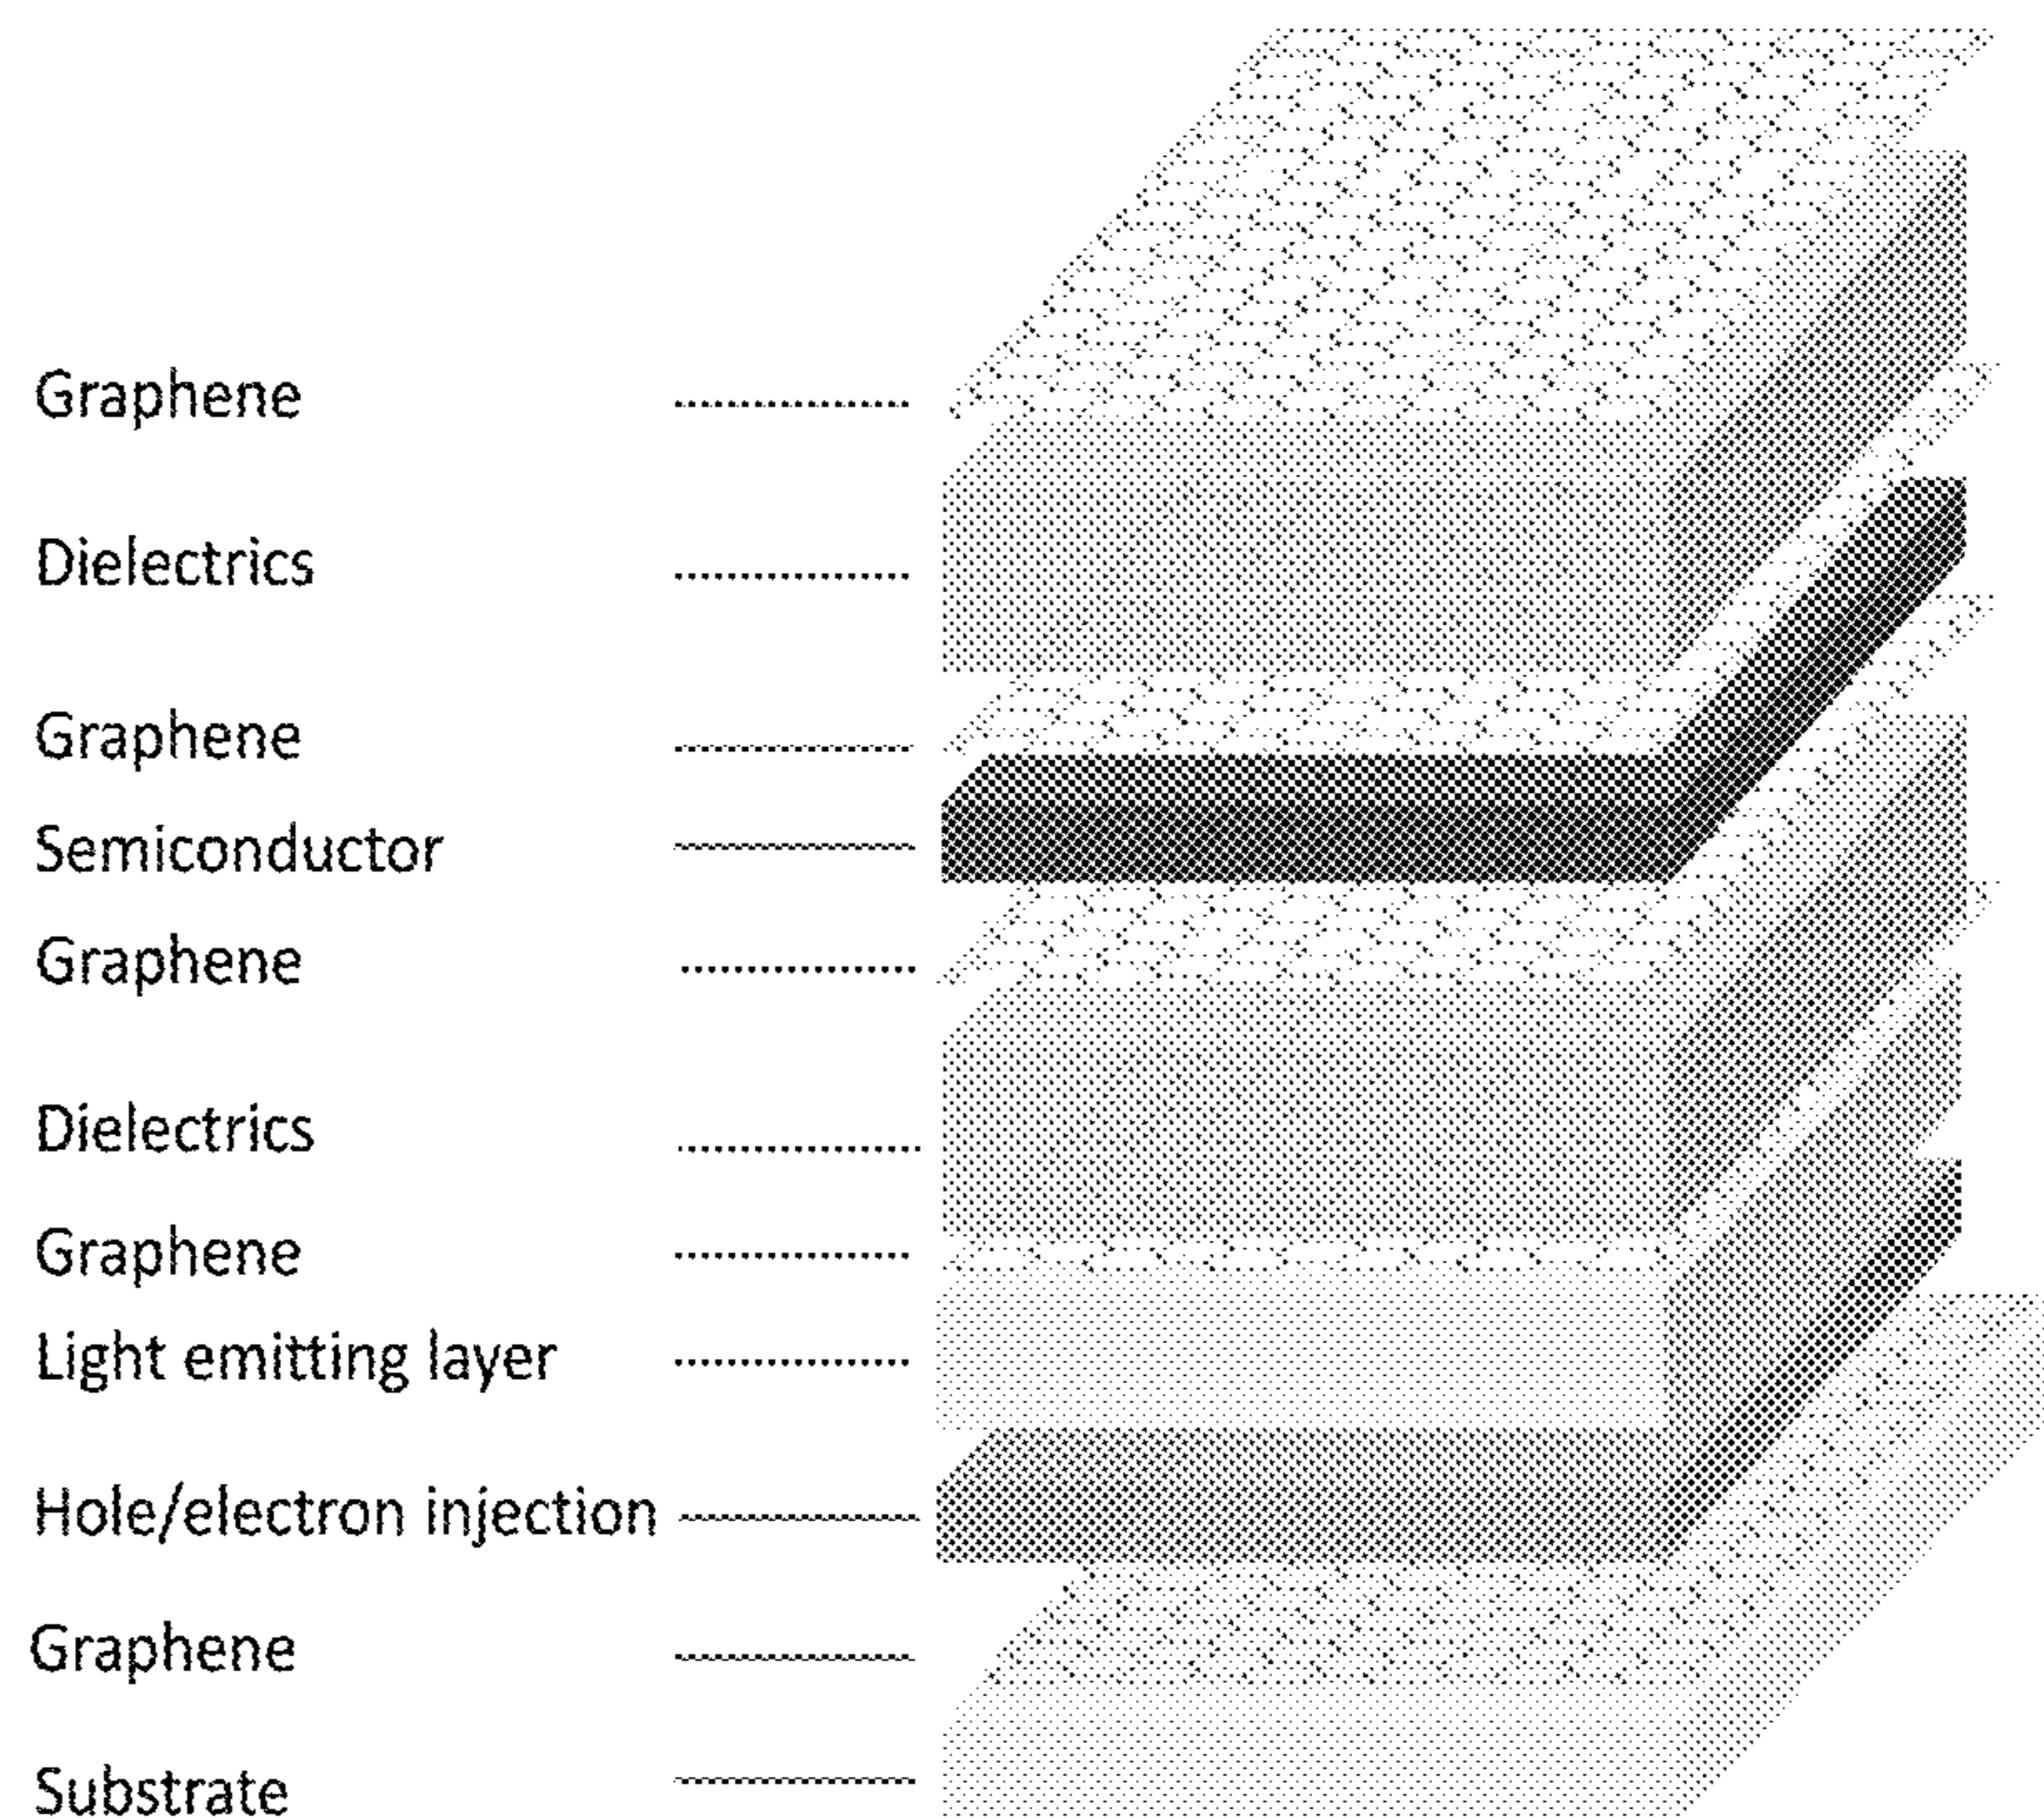 Graphene
Dielectrics
Graphene
Semiconductor
Graphene
Dielectrics
Graphene
Light emitting layer
Hole/electron injection
Graphene
Substrate